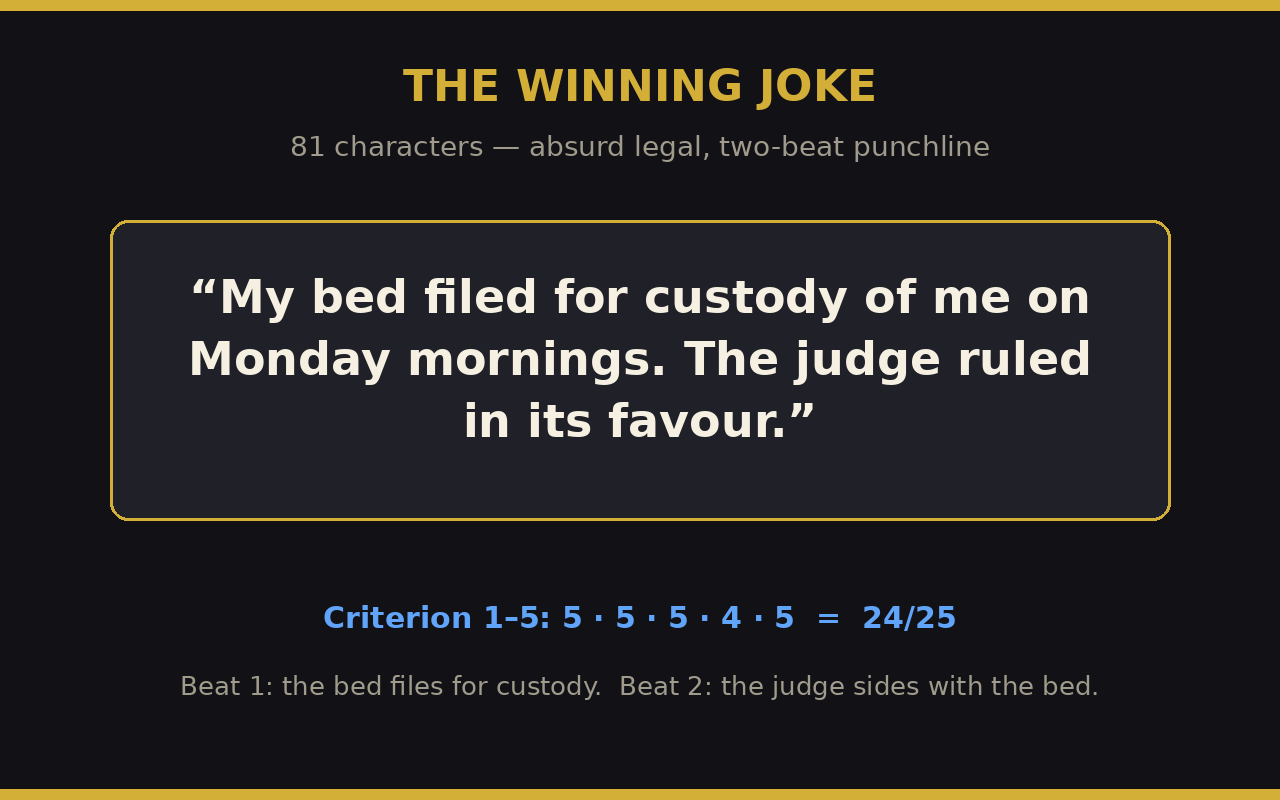 THE WINNING JOKE
81 characters — absurd legal, two-beat punchline
“My bed filed for custody of me on
Monday mornings. The judge ruled
in its favour.”
Criterion 1–5: 5 · 5 · 5 · 4 · 5 = 24/25
Beat 1: the bed files for custody. Beat 2: the judge sides with the bed.